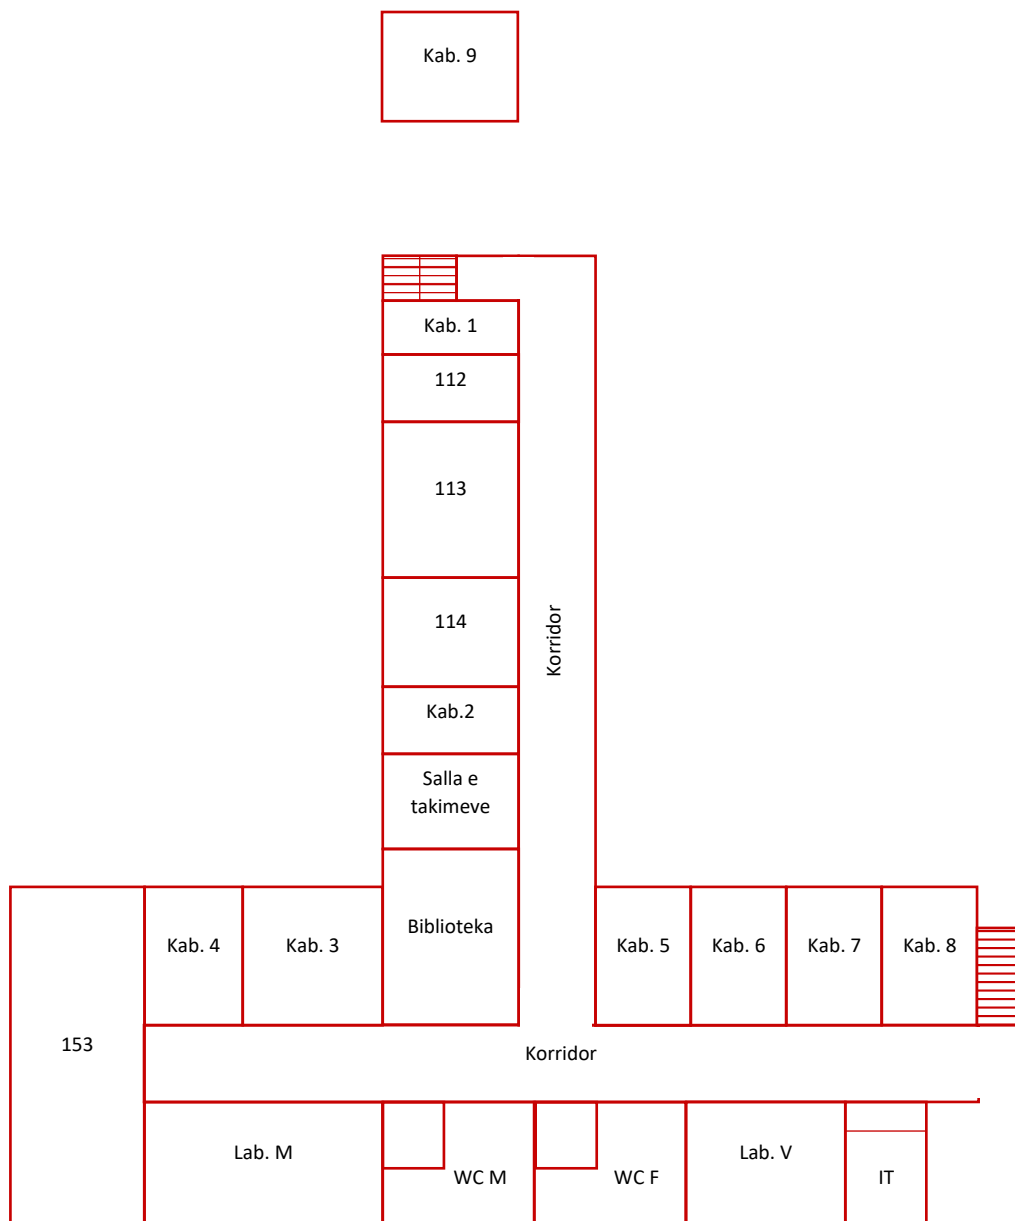 Kab. 9
Kab. 1
112
113
114
Korridor
Kab.2
Salla e
takimeve
Biblioteka
Kab. 4
Kab. 3
Kab. 5
Kab. 6
Kab. 7
Kab. 8
153
Korridor
Lab. M
WC M
WC F
Lab. V
IT